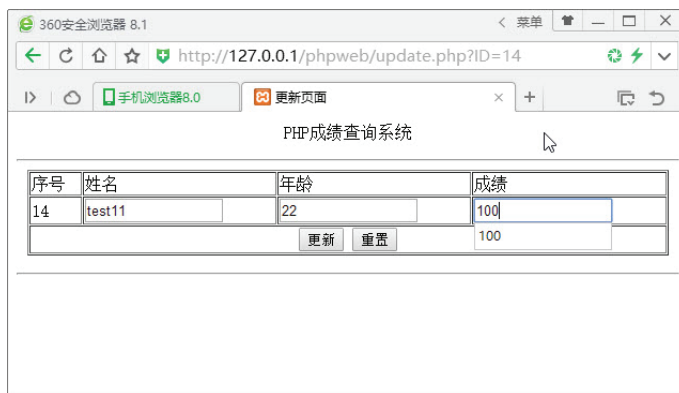 360安全浏览器 8.1
菜单
http://127.0.0.1/phpweb/update.php?ID=14
手机浏览器8.0
更新页面
PHP成绩查询系统
序号 姓名 年龄 成绩
14 test11 22 100
更新 重置 100